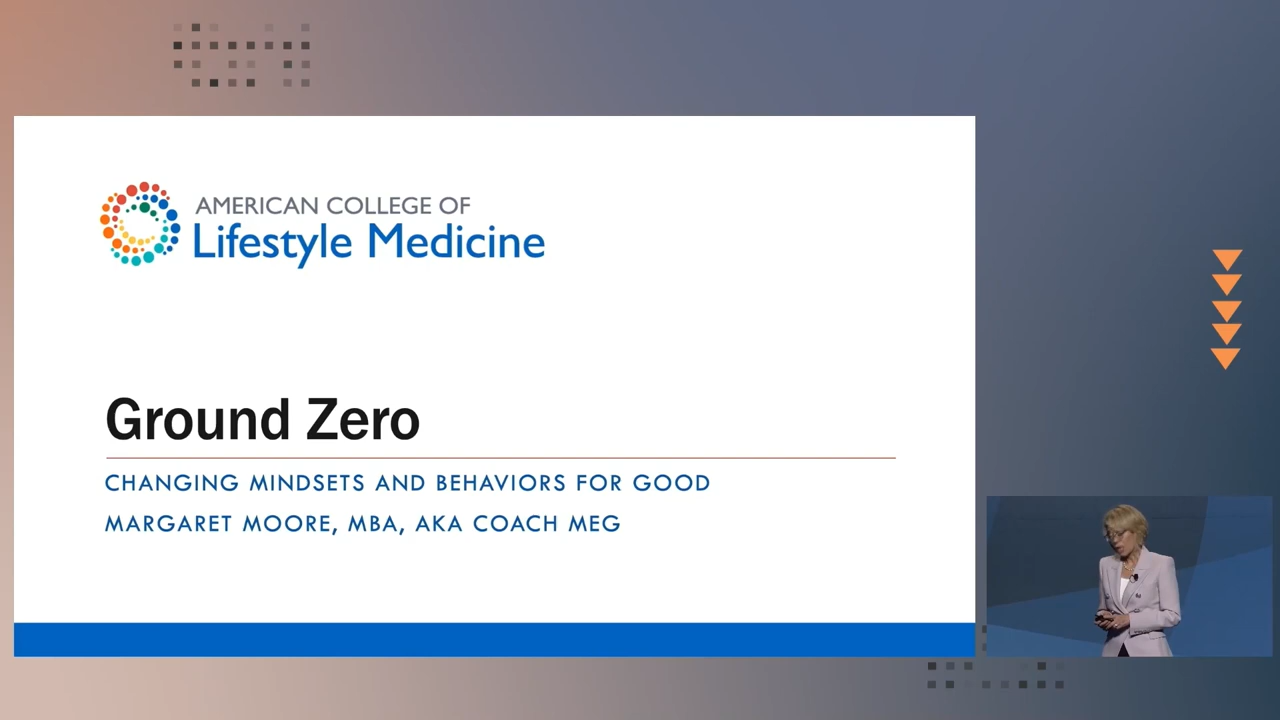 AMERICAN COLLEGE OF
Lifestyle Medicine
Ground Zero
CHANGING MINDSETS AND BEHAVIORS FOR GOOD
MARGARET MOORE, MBA, AKA COACH MEG